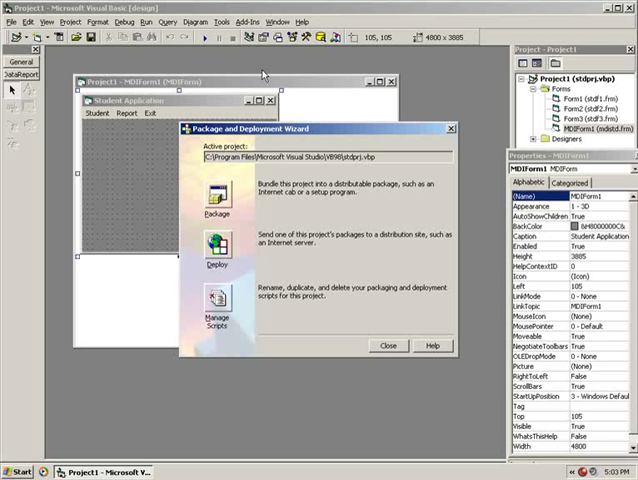 Project1 - Microsoft Visual Basic [design]
File Edit View Project Format Debug Run Query Diagram Tools Add-Ins Window Help
105, 105 4800 x 3885
General
DataReport
Project1 - MDIForm1 (MDIForm)
Student Application
Student Report Exit
Package and Deployment Wizard
Active project:
C:\Program Files\Microsoft Visual Studio\VB98\stdprj.vbp
Bundle this project into a distributable package, such as an
Internet cab or a setup program.
Package
Send one of this project's packages to a distribution site, such as
an Internet server.
Deploy
Rename, duplicate, and delete your packaging and deployment
scripts for this project.
Manage
Scripts
Close Help
Project - Project1
Project1 (stdprj.vbp)
Forms
Form1 (stdf1.frm)
Form2 (stdf2.frm)
Form3 (stdf3.frm)
MDIForm1 (mdistd.frm)
Designers
Properties - MDIForm1
MDIForm1 MDIForm
Alphabetic Categorized
(Name) MDIForm1
Appearance 1 - 3D
AutoShowChildren True
BackColor &H8000000C&
Caption Student Application
Enabled True
Height 3885
HelpContextID 0
Icon (Icon)
Left 105
LinkMode 0 - None
LinkTopic MDIForm1
MouseIcon (None)
MousePointer 0 - Default
Moveable True
NegotiateToolbars True
OLEDropMode 0 - None
Picture (None)
RightToLeft False
ScrollBars True
StartUpPosition 3 - Windows Defaul
Tag
Top 105
Visible True
WhatsThisHelp False
Width 4800
Start Project1 - Microsoft V... 5:03 PM